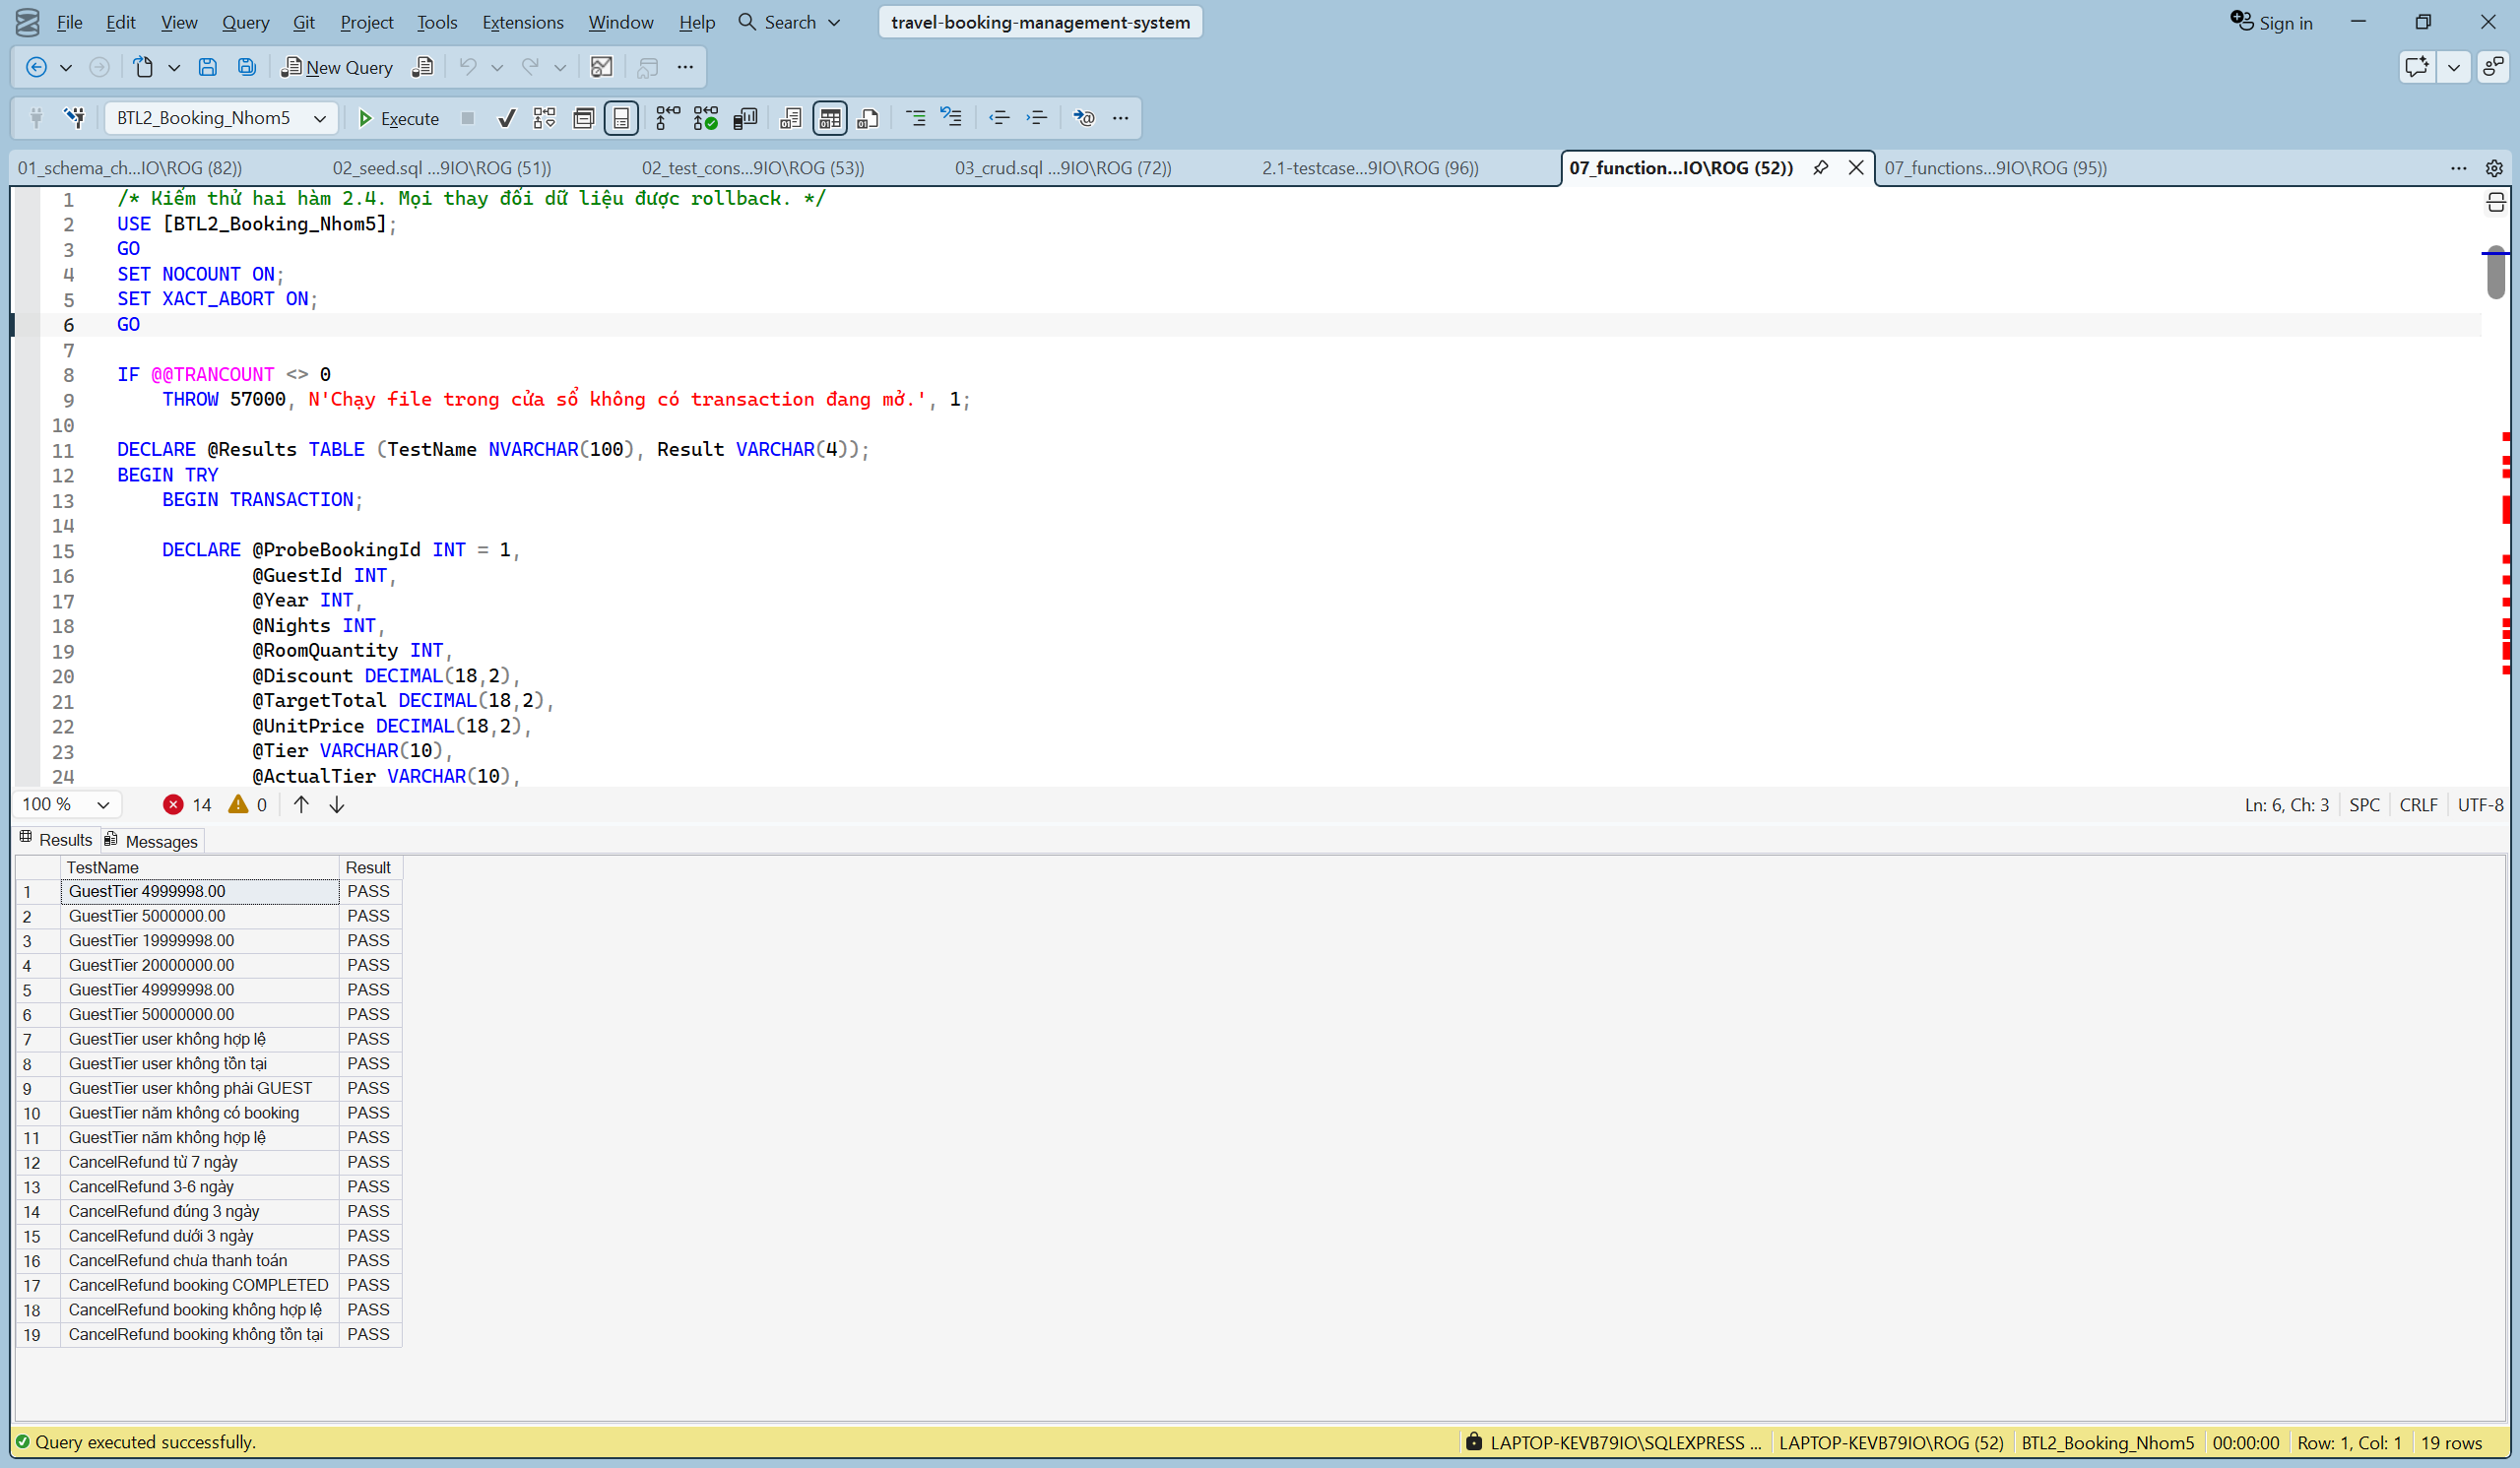 File Edit View Query Git Project Tools Extensions Window Help Search travel-booking-management-system Sign in
New Query
BTL2_Booking_Nhom5 Execute
01_schema_ch...IO\ROG (82)) 02_seed.sql ...9IO\ROG (51)) 02_test_cons...9IO\ROG (53)) 03_crud.sql ...9IO\ROG (72)) 2.1-testcase...9IO\ROG (96)) 07_function...IO\ROG (52)) 07_functions...9IO\ROG (95))
1 /* Kiểm thử hai hàm 2.4. Mọi thay đổi dữ liệu được rollback. */
2 USE [BTL2_Booking_Nhom5];
3 GO
4 SET NOCOUNT ON;
5 SET XACT_ABORT ON;
6 GO
7
8 IF @@TRANCOUNT <> 0
9 THROW 57000, N'Chạy file trong cửa sổ không có transaction đang mở.', 1;
10
11 DECLARE @Results TABLE (TestName NVARCHAR(100), Result VARCHAR(4));
12 BEGIN TRY
13 BEGIN TRANSACTION;
14
15 DECLARE @ProbeBookingId INT = 1,
16 @GuestId INT,
17 @Year INT,
18 @Nights INT,
19 @RoomQuantity INT,
20 @Discount DECIMAL(18,2),
21 @TargetTotal DECIMAL(18,2),
22 @UnitPrice DECIMAL(18,2),
23 @Tier VARCHAR(10),
24 @ActualTier VARCHAR(10),
100 % 14 0 Ln: 6, Ch: 3 SPC CRLF UTF-8
Results Messages
TestName Result
1 GuestTier 4999998.00 PASS
2 GuestTier 5000000.00 PASS
3 GuestTier 19999998.00 PASS
4 GuestTier 20000000.00 PASS
5 GuestTier 49999998.00 PASS
6 GuestTier 50000000.00 PASS
7 GuestTier user không hợp lệ PASS
8 GuestTier user không tồn tại PASS
9 GuestTier user không phải GUEST PASS
10 GuestTier năm không có booking PASS
11 GuestTier năm không hợp lệ PASS
12 CancelRefund từ 7 ngày PASS
13 CancelRefund 3-6 ngày PASS
14 CancelRefund đúng 3 ngày PASS
15 CancelRefund dưới 3 ngày PASS
16 CancelRefund chưa thanh toán PASS
17 CancelRefund booking COMPLETED PASS
18 CancelRefund booking không hợp lệ PASS
19 CancelRefund booking không tồn tại PASS
Query executed successfully. LAPTOP-KEVB79IO\SQLEXPRESS ... LAPTOP-KEVB79IO\ROG (52) BTL2_Booking_Nhom5 00:00:00 Row: 1, Col: 1 19 rows